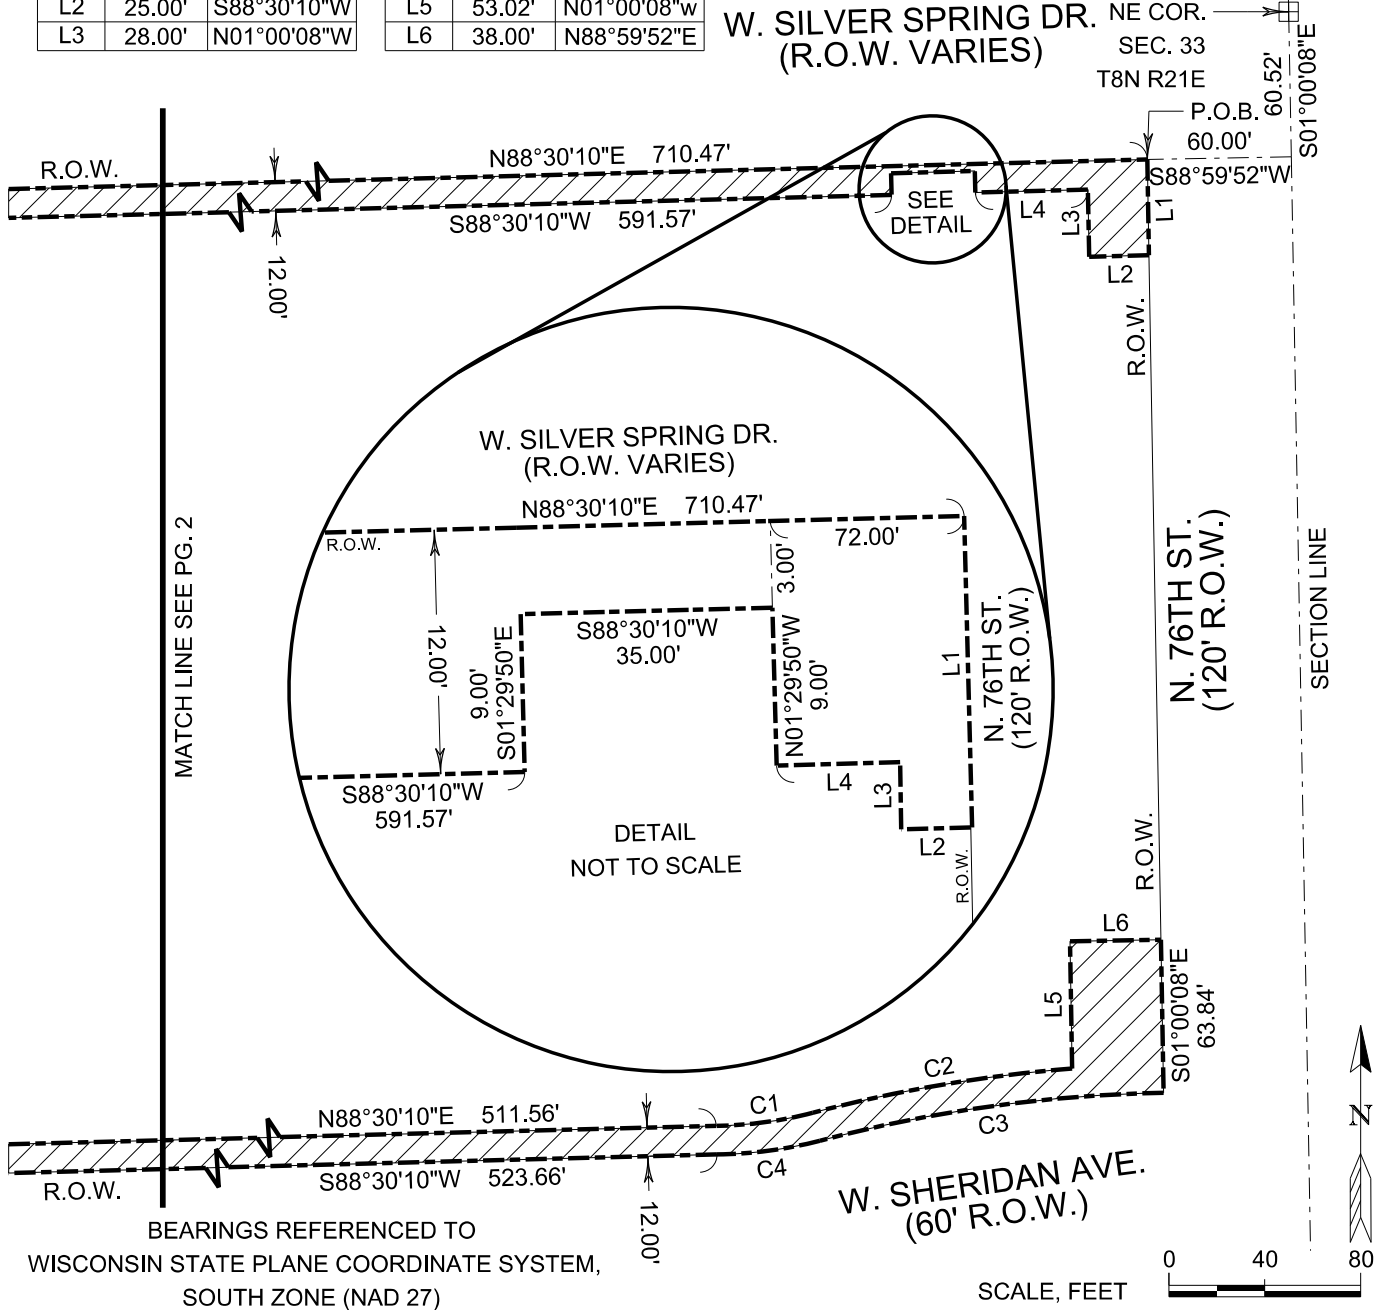 L2 25.00' S88°30'10"W L5 53.02' N01°00'08"w
L3 28.00' N01°00'08"W L6 38.00' N88°59'52"E
W. SILVER SPRING DR.
(R.O.W. VARIES)
NE COR.
SEC. 33
T8N R21E
60.52'
S01°00'08"E
P.O.B.
60.00'
S88°59'52"W
R.O.W.
N88°30'10"E 710.47'
S88°30'10"W 591.57'
12.00'
SEE
DETAIL
L4
L3
L1
L2
R.O.W.
W. SILVER SPRING DR.
(R.O.W. VARIES)
N88°30'10"E 710.47'
R.O.W.
72.00'
3.00'
12.00'
S88°30'10"W
35.00'
9.00'
S01°29'50"E
N01°29'50"W
9.00'
L1
N. 76TH ST.
(120' R.O.W.)
S88°30'10"W
591.57'
L4
L3
L2
R.O.W.
DETAIL
NOT TO SCALE
MATCH LINE SEE PG. 2
N. 76TH ST.
(120' R.O.W.)
SECTION LINE
R.O.W.
L6
L5
S01°00'08"E
63.84'
C2
C1
C3
C4
N88°30'10"E 511.56'
S88°30'10"W 523.66'
R.O.W.
12.00'
W. SHERIDAN AVE.
(60' R.O.W.)
N
BEARINGS REFERENCED TO
WISCONSIN STATE PLANE COORDINATE SYSTEM,
SOUTH ZONE (NAD 27)
0 40 80
SCALE, FEET